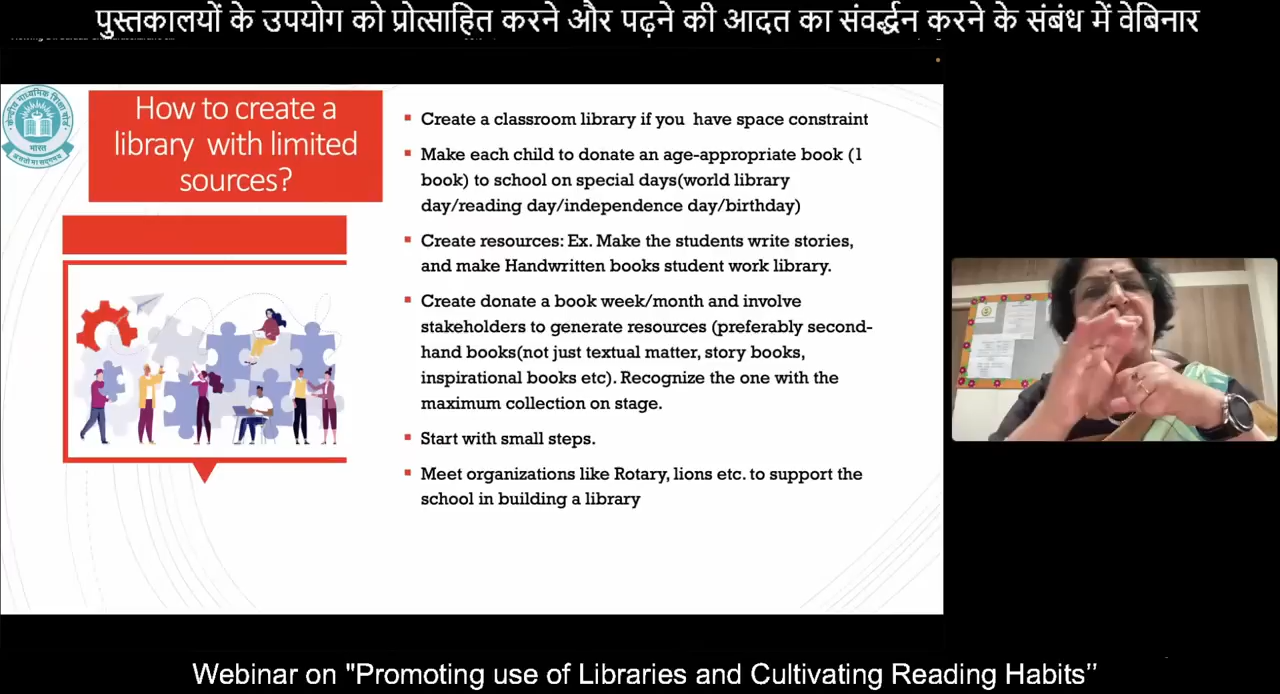 पुस्तकालयों के उपयोग को प्रोत्साहित करने और पढ़ने की आदत का संवर्द्धन करने के संबंध में वेबिनार
केन्द्रीय माध्यमिक शिक्षा बोर्ड
भारत
असतो मा सद्गमय
How to create a
library with limited
sources?
▪ Create a classroom library if you have space constraint
▪ Make each child to donate an age-appropriate book (1
book) to school on special days(world library
day/reading day/independence day/birthday)
▪ Create resources: Ex. Make the students write stories,
and make Handwritten books student work library.
▪ Create donate a book week/month and involve
stakeholders to generate resources (preferably second-
hand books(not just textual matter, story books,
inspirational books etc). Recognize the one with the
maximum collection on stage.
▪ Start with small steps.
▪ Meet organizations like Rotary, lions etc. to support the
school in building a library
Webinar on "Promoting use of Libraries and Cultivating Reading Habits''